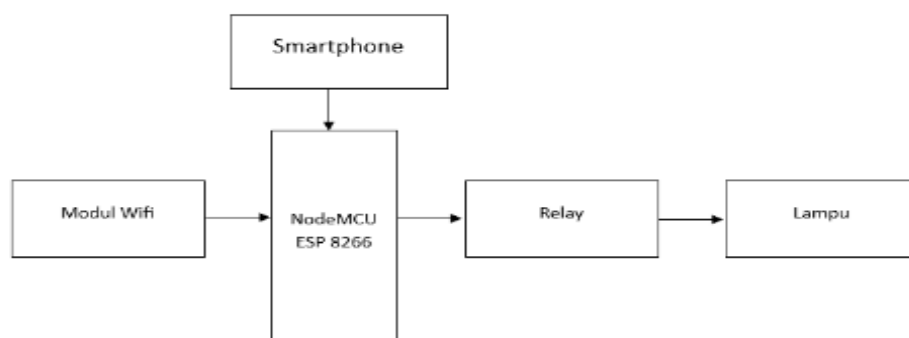 Smartphone
Modul Wifi
NodeMCU
ESP 8266
Relay
Lampu